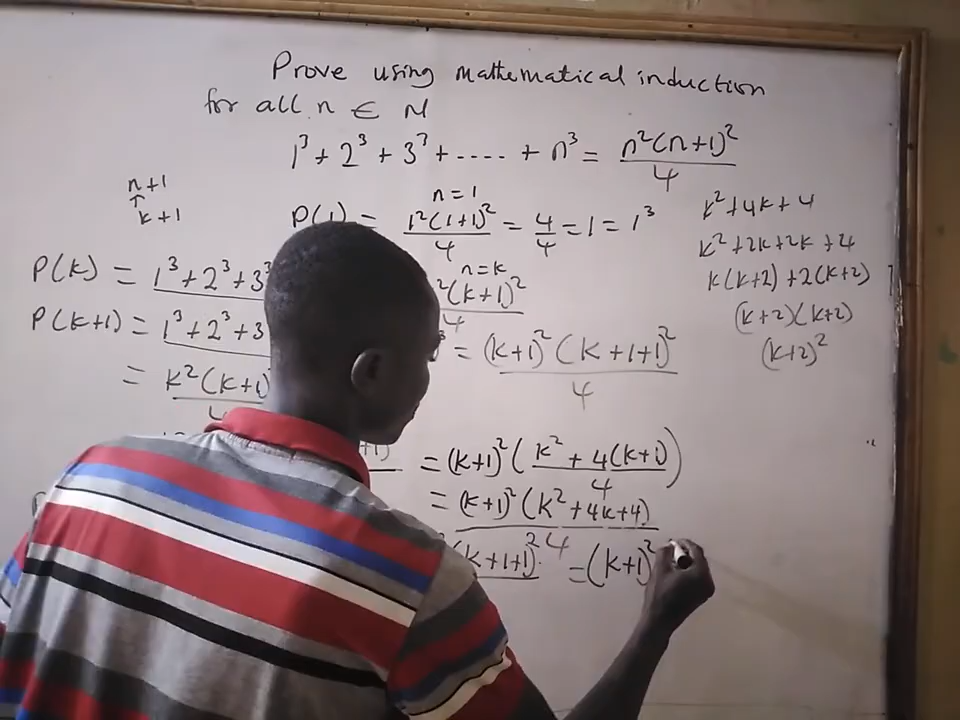 Prove using mathematical induction
for all n ∈ N
1³ + 2³ + 3³ + .... + n³ = n²(n+1)²/4
n+1
↑
k+1
n=1
P(1) = 1²(1+1)²/4 = 4/4 = 1 = 1³
n=k
P(k) = 1³ + 2³ + 3³ ²(k+1)²/4
P(k+1) = 1³ + 2³ + 3 = (k+1)²(k+1+1)²/4
= k²(k+1)
= (k+1)²(k² + 4(k+1)/4)
= (k+1)²(k² + 4k+4)/4
(k+1+1)² = (k+1)²
k² + 4k + 4
k² + 2k + 2k + 4
k(k+2) + 2(k+2)
(k+2)(k+2)
(k+2)²